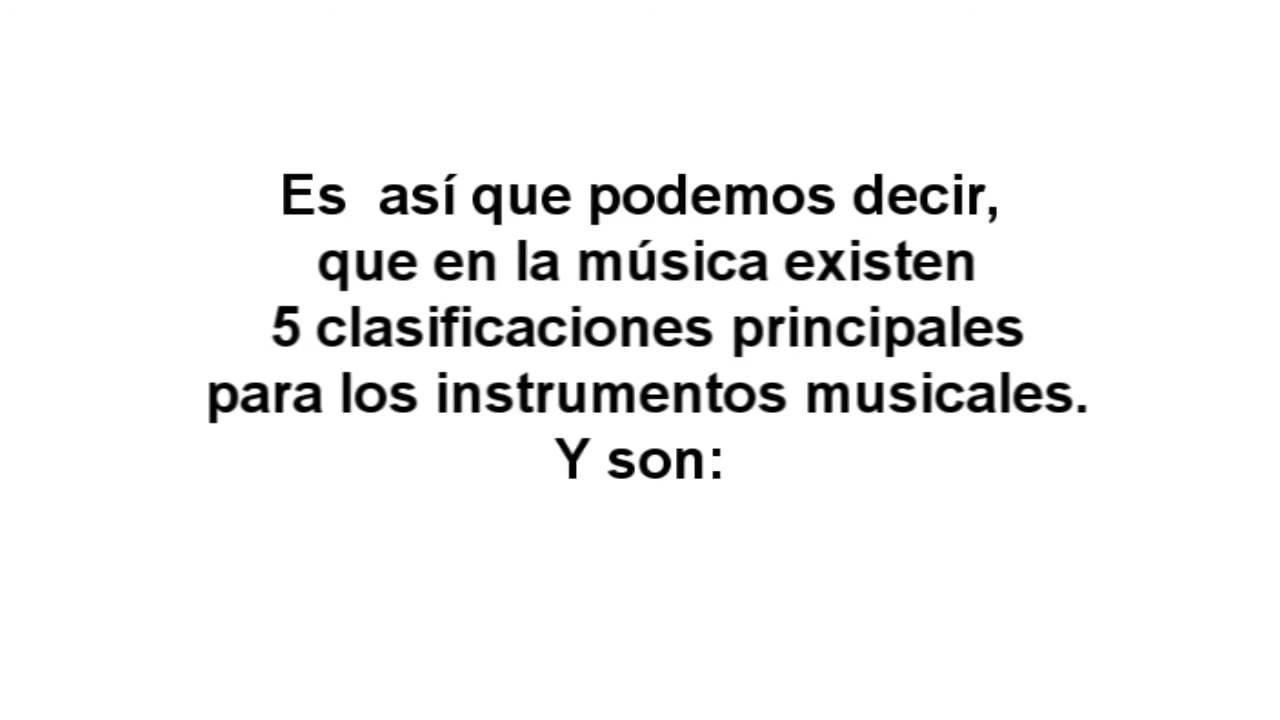 Es  así que podemos decir,
que en la música existen
5 clasificaciones principales
para los instrumentos musicales.
Y son: